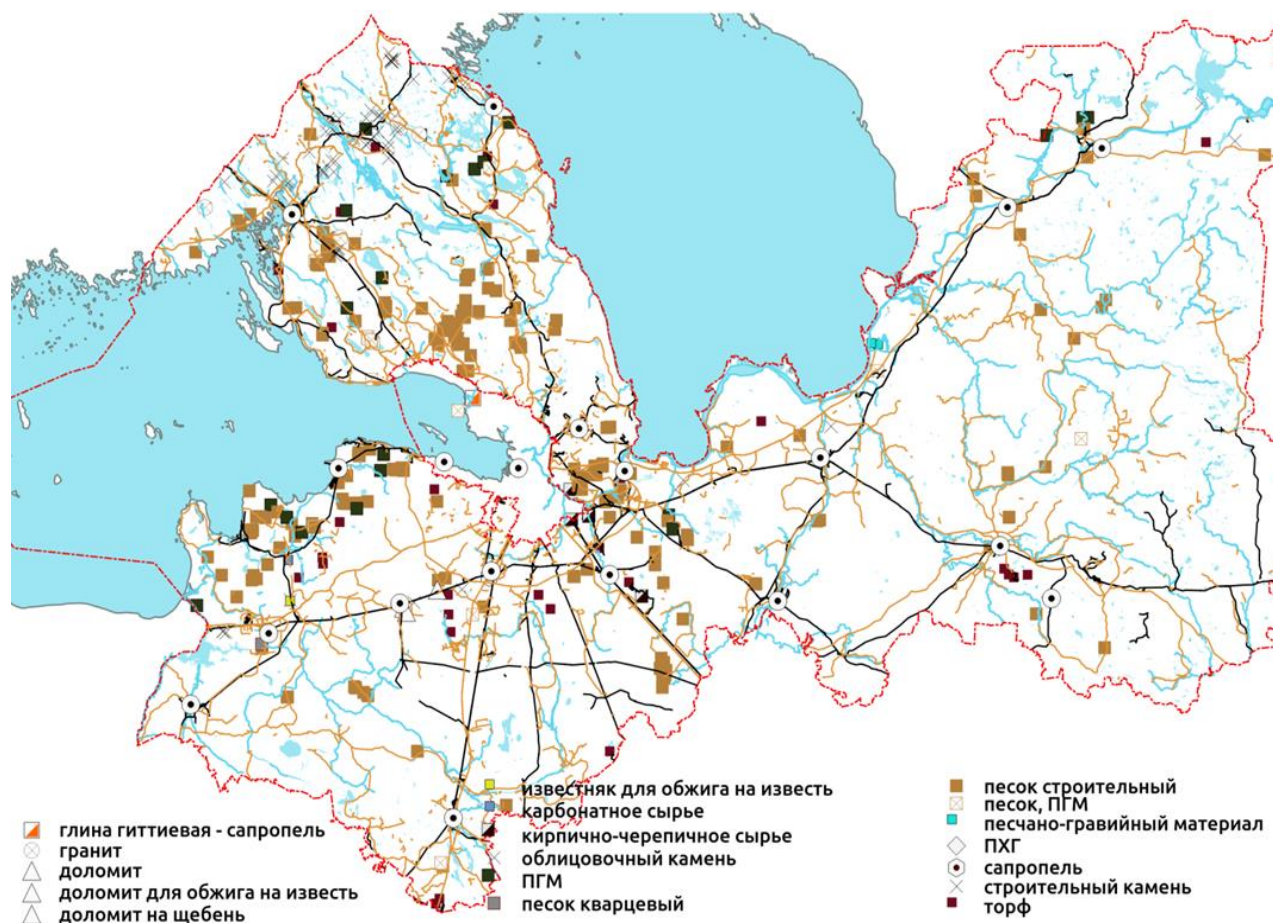 глина гиттиевая - сапропель
гранит
доломит
доломит для обжига на известь
доломит на щебень
известняк для обжига на известь
карбонатное сырье
кирпично-черепичное сырье
облицовочный камень
ПГМ
песок кварцевый
песок строительный
песок, ПГМ
песчано-гравийный материал
ПХГ
сапропель
строительный камень
торф